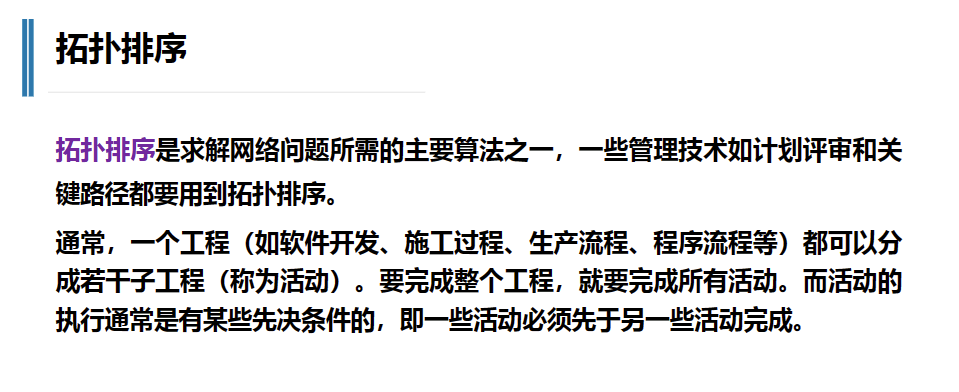 拓扑排序
拓扑排序是求解网络问题所需的主要算法之一，一些管理技术如计划评审和关
键路径都要用到拓扑排序。
通常，一个工程（如软件开发、施工过程、生产流程、程序流程等）都可以分
成若干子工程（称为活动）。要完成整个工程，就要完成所有活动。而活动的
执行通常是有某些先决条件的，即一些活动必须先于另一些活动完成。